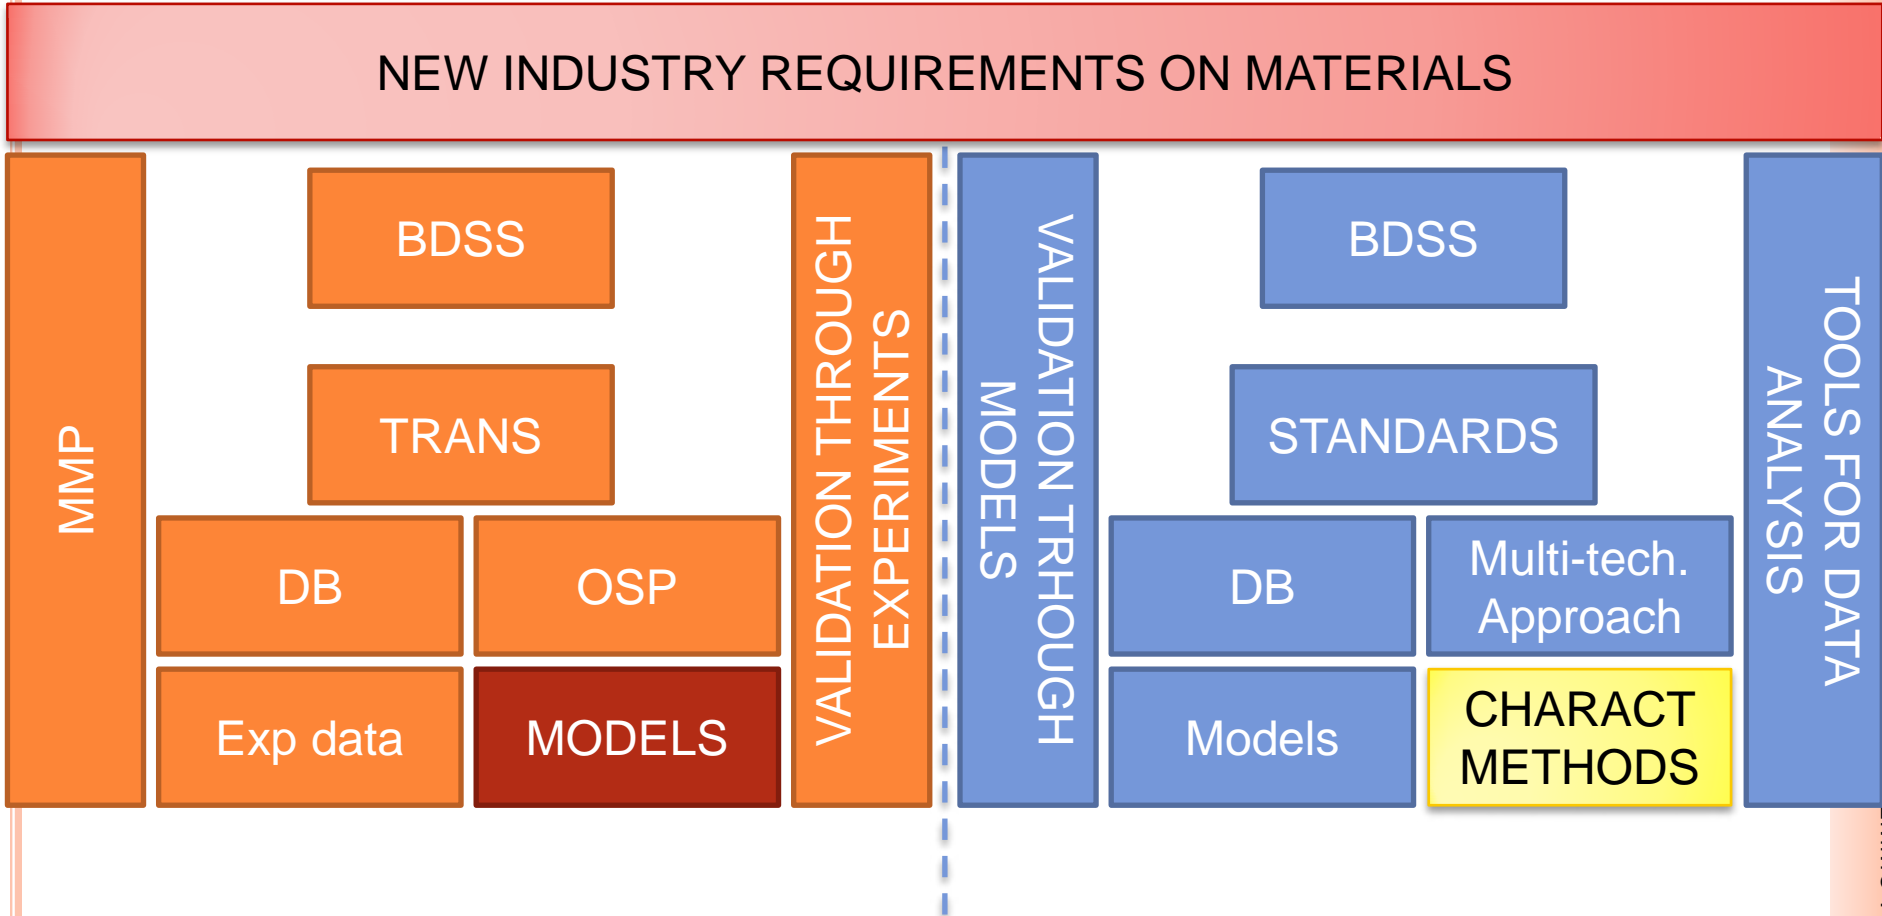 NEW INDUSTRY REQUIREMENTS ON MATERIALS
MMP
BDSS
TRANS
DB
OSP
Exp data
MODELS
VALIDATION THROUGH
EXPERIMENTS
VALIDATION TRHOUGH
MODELS
BDSS
STANDARDS
DB
Multi-tech.
Approach
Models
CHARACT
METHODS
TOOLS FOR DATA
ANALYSIS